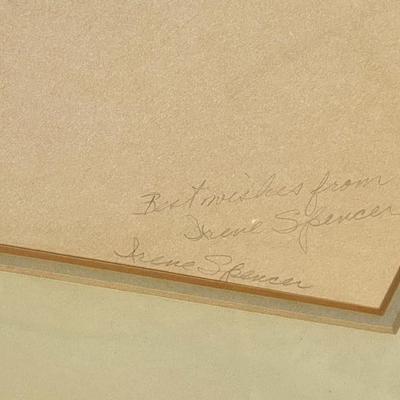 Best wishes from
Irene Spencer
Irene Spencer